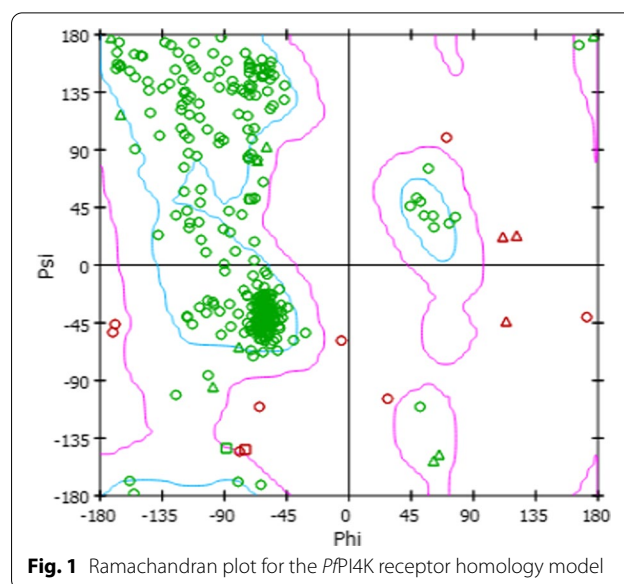 180
135
90
45
0
-45
-90
-135
-180
Psi
-180 -135 -90 -45 0 45 90 135 180
Phi
Fig. 1 Ramachandran plot for the PfPI4K receptor homology model